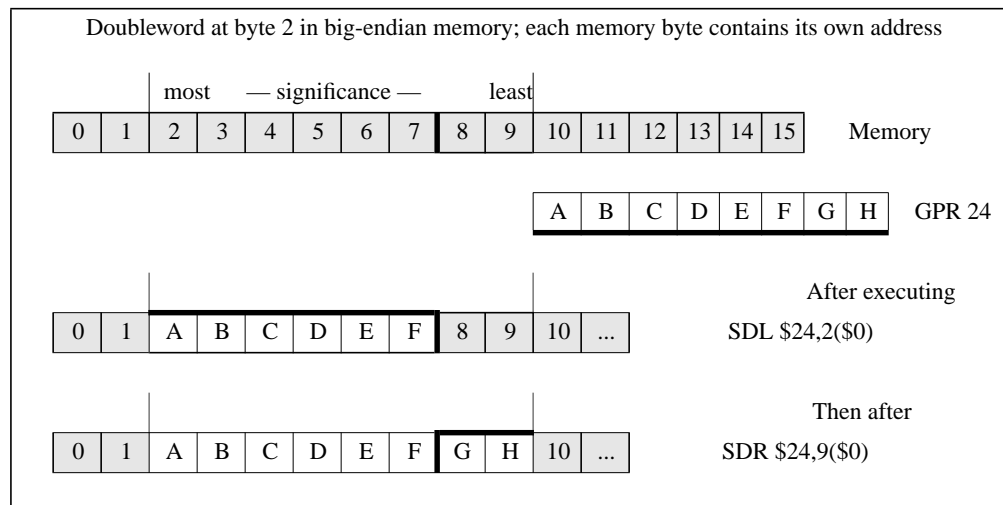 Doubleword at byte 2 in big-endian memory; each memory byte contains its own address
most — significance — least
0 1 2 3 4 5 6 7 8 9 10 11 12 13 14 15 Memory
A B C D E F G H GPR 24
After executing
0 1 A B C D E F 8 9 10 ... SDL $24,2($0)
Then after
0 1 A B C D E F G H 10 ... SDR $24,9($0)